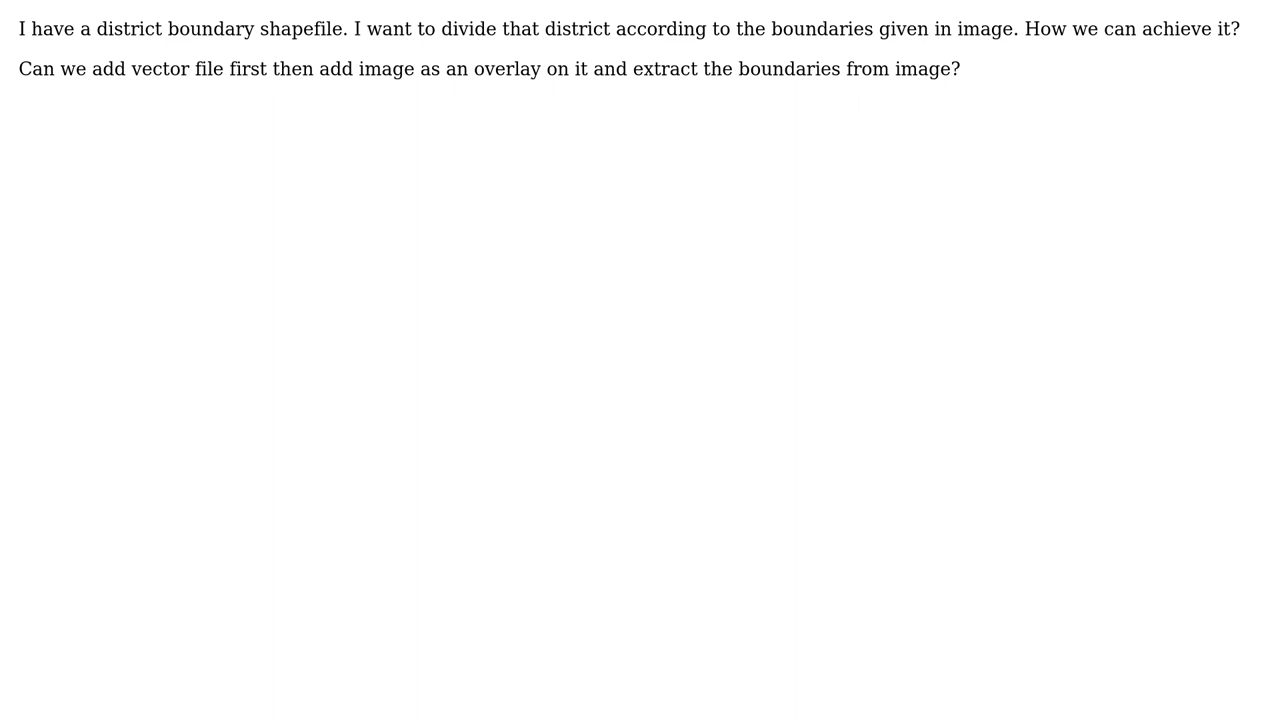 I have a district boundary shapefile. I want to divide that district according to the boundaries given in image. How we can achieve it?
Can we add vector file first then add image as an overlay on it and extract the boundaries from image?